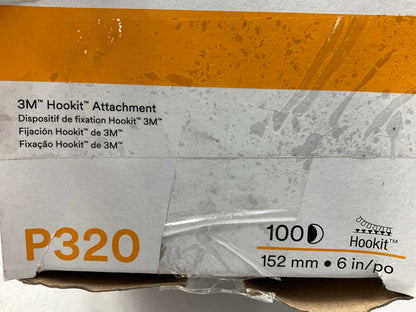 3M™ Hookit™ Attachment
Dispositif de fixation Hookit™ 3M™
Fijación Hookit™ de 3M™
Fixação Hookit™ de 3M™
P320
100
Hookit™
152 mm • 6 in/po